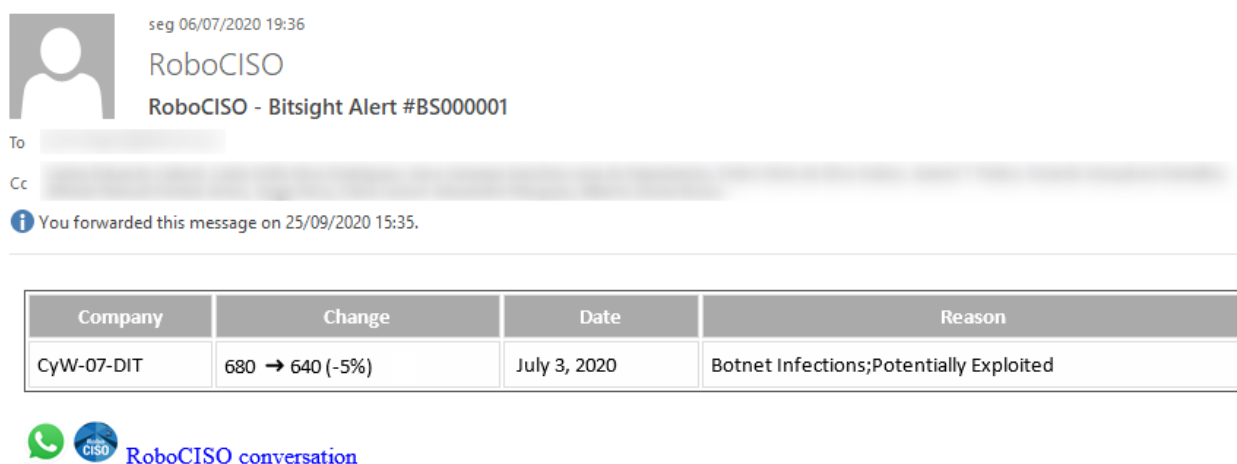 seg 06/07/2020 19:36
RoboCISO
RoboCISO - Bitsight Alert #BS000001
To
Cc
You forwarded this message on 25/09/2020 15:35.
Company Change Date Reason
CyW-07-DIT 680 → 640 (-5%) July 3, 2020 Botnet Infections;Potentially Exploited
Robo
CISO
RoboCISO conversation